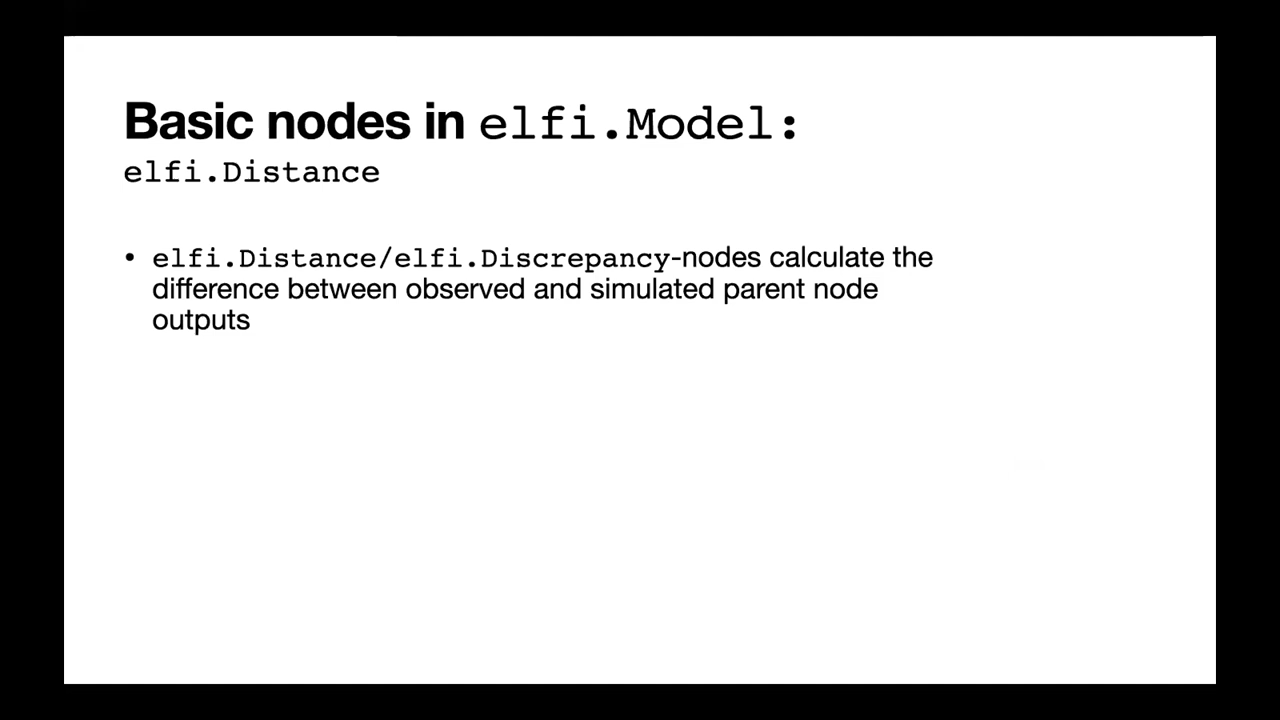 Basic nodes in elfi.Model:
elfi.Distance
• elfi.Distance/elfi.Discrepancy-nodes calculate the
difference between observed and simulated parent node
outputs